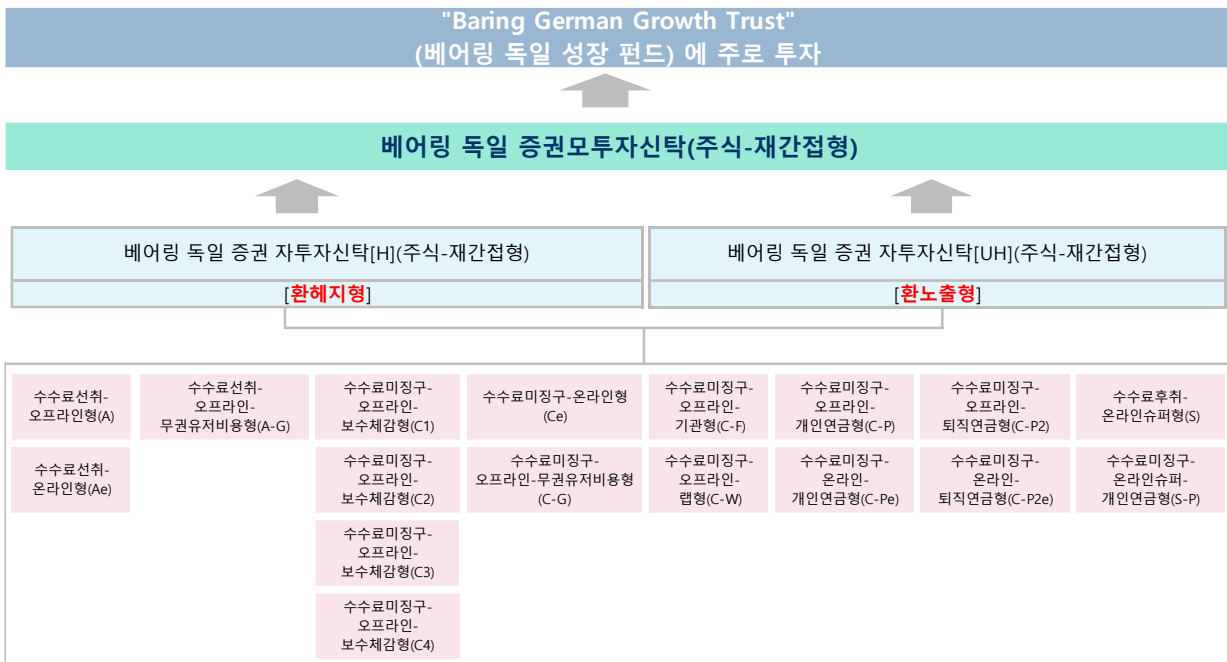 "Baring German Growth Trust"
(베어링 독일 성장 펀드) 에 주로 투자
베어링 독일 증권모투자신탁(주식-재간접형)
베어링 독일 증권 자투자신탁[H](주식-재간접형)
[환헤지형]
베어링 독일 증권 자투자신탁[UH](주식-재간접형)
[환노출형]
수수료선취-
오프라인형(A)
수수료선취-
오프라인-
무권유저비용형(A-G)
수수료미징구-
오프라인-
보수체감형(C1)
수수료미징구-온라인형
(Ce)
수수료미징구-
오프라인-
기관형(C-F)
수수료미징구-
오프라인-
개인연금형(C-P)
수수료미징구-
오프라인-
퇴직연금형(C-P2)
수수료후취-
온라인슈퍼형(S)
수수료선취-
온라인형(Ae)
수수료미징구-
오프라인-
보수체감형(C2)
수수료미징구-
오프라인-무권유저비용형
(C-G)
수수료미징구-
오프라인-
랩형(C-W)
수수료미징구-
온라인-
개인연금형(C-Pe)
수수료미징구-
온라인-
퇴직연금형(C-P2e)
수수료미징구-
온라인슈퍼-
개인연금형(S-P)
수수료미징구-
오프라인-
보수체감형(C3)
수수료미징구-
오프라인-
보수체감형(C4)